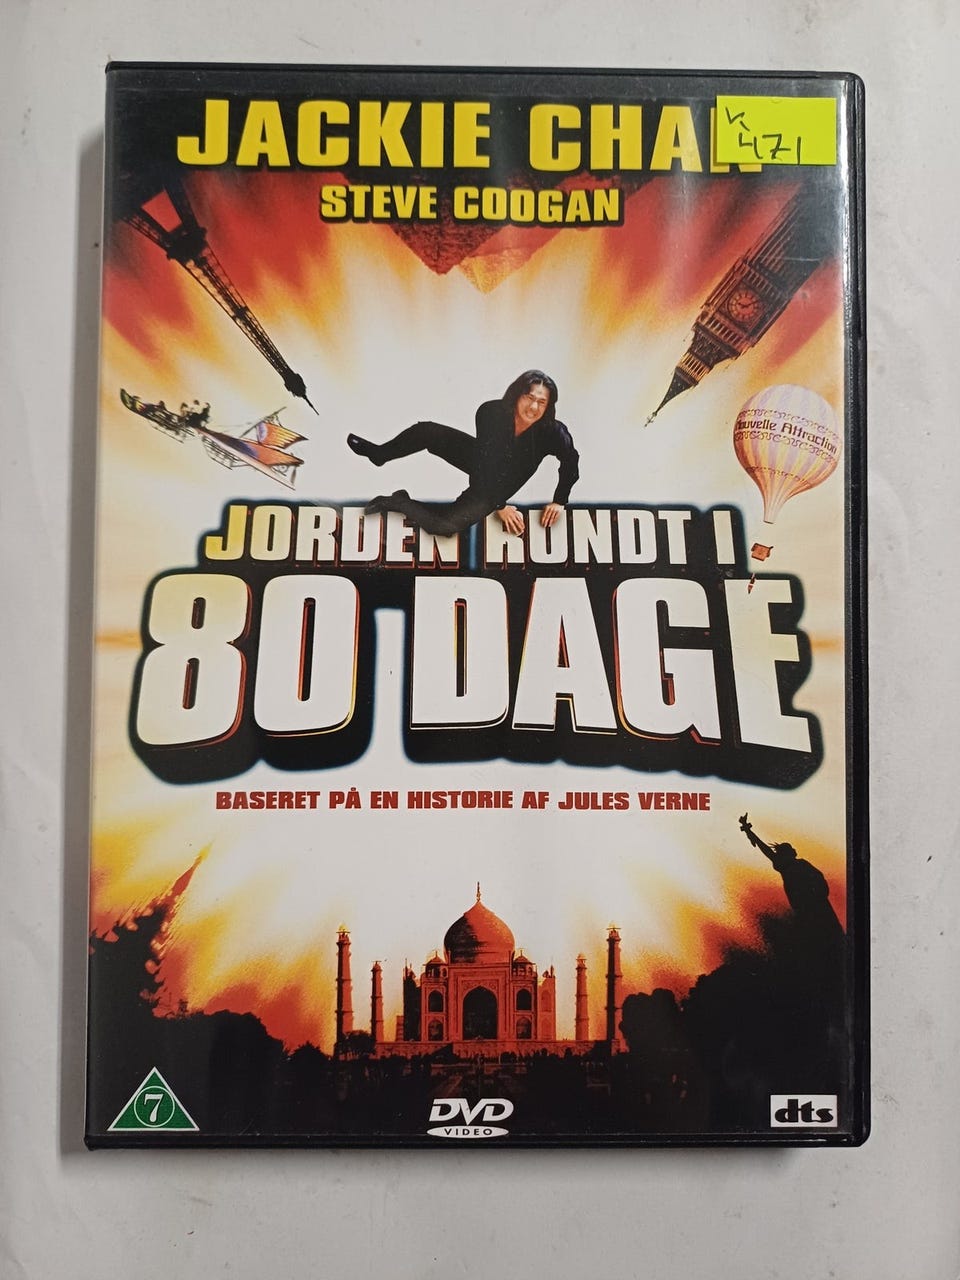 JACKIE CHAN
K 471
STEVE COOGAN
Nouvelle Attraction
JORDEN RUNDT I
80 DAGE
BASERET PÅ EN HISTORIE AF JULES VERNE
7
DVD
VIDEO
dts